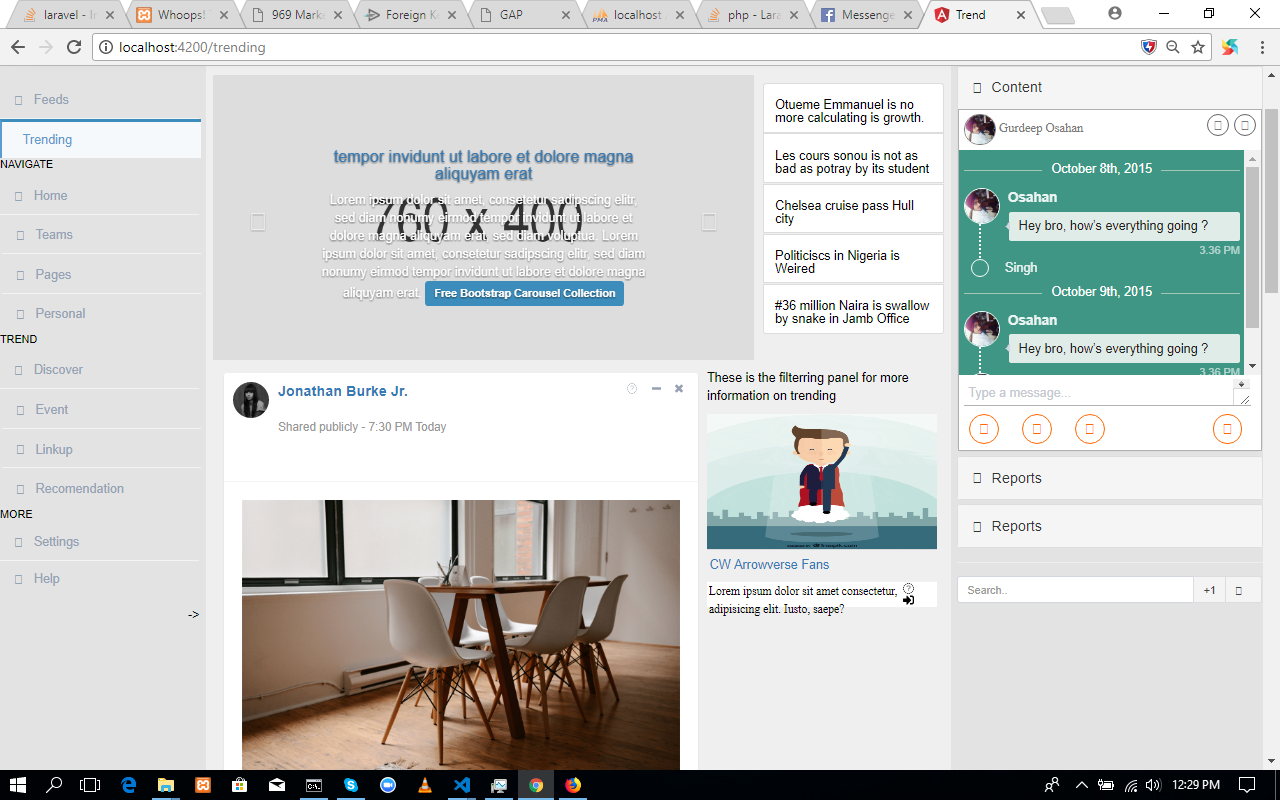 laravel - In
Whoops!
969 Marke
Foreign Ke
GAP
localhost
php - Lara
Messenge
Trend
localhost:4200/trending
Feeds
Trending
NAVIGATE
Home
Teams
Pages
Personal
TREND
Discover
Event
Linkup
Recomendation
MORE
Settings
Help
->
760 x 400
tempor invidunt ut labore et dolore magna
aliquyam erat
Lorem ipsum dolor sit amet, consetetur sadipscing elitr,
sed diam nonumy eirmod tempor invidunt ut labore et
dolore magna aliquyam erat, sed diam voluptua. Lorem
ipsum dolor sit amet, consetetur sadipscing elitr, sed diam
nonumy eirmod tempor invidunt ut labore et dolore magna
aliquyam erat. Free Bootstrap Carousel Collection
Otueme Emmanuel is no
more calculating is growth.
Les cours sonou is not as
bad as potray by its student
Chelsea cruise pass Hull
city
Politiciscs in Nigeria is
Weired
#36 million Naira is swallow
by snake in Jamb Office
Jonathan Burke Jr.
Shared publicly - 7:30 PM Today
These is the filterring panel for more
information on trending
CW Arrowverse Fans
Lorem ipsum dolor sit amet consectetur,
adipisicing elit. Iusto, saepe?
Content
Gurdeep Osahan
October 8th, 2015
Osahan
Hey bro, how's everything going ?
3.36 PM
Singh
October 9th, 2015
Osahan
Hey bro, how's everything going ?
3.36 PM
Type a message...
Reports
Reports
Search..
+1
12:29 PM